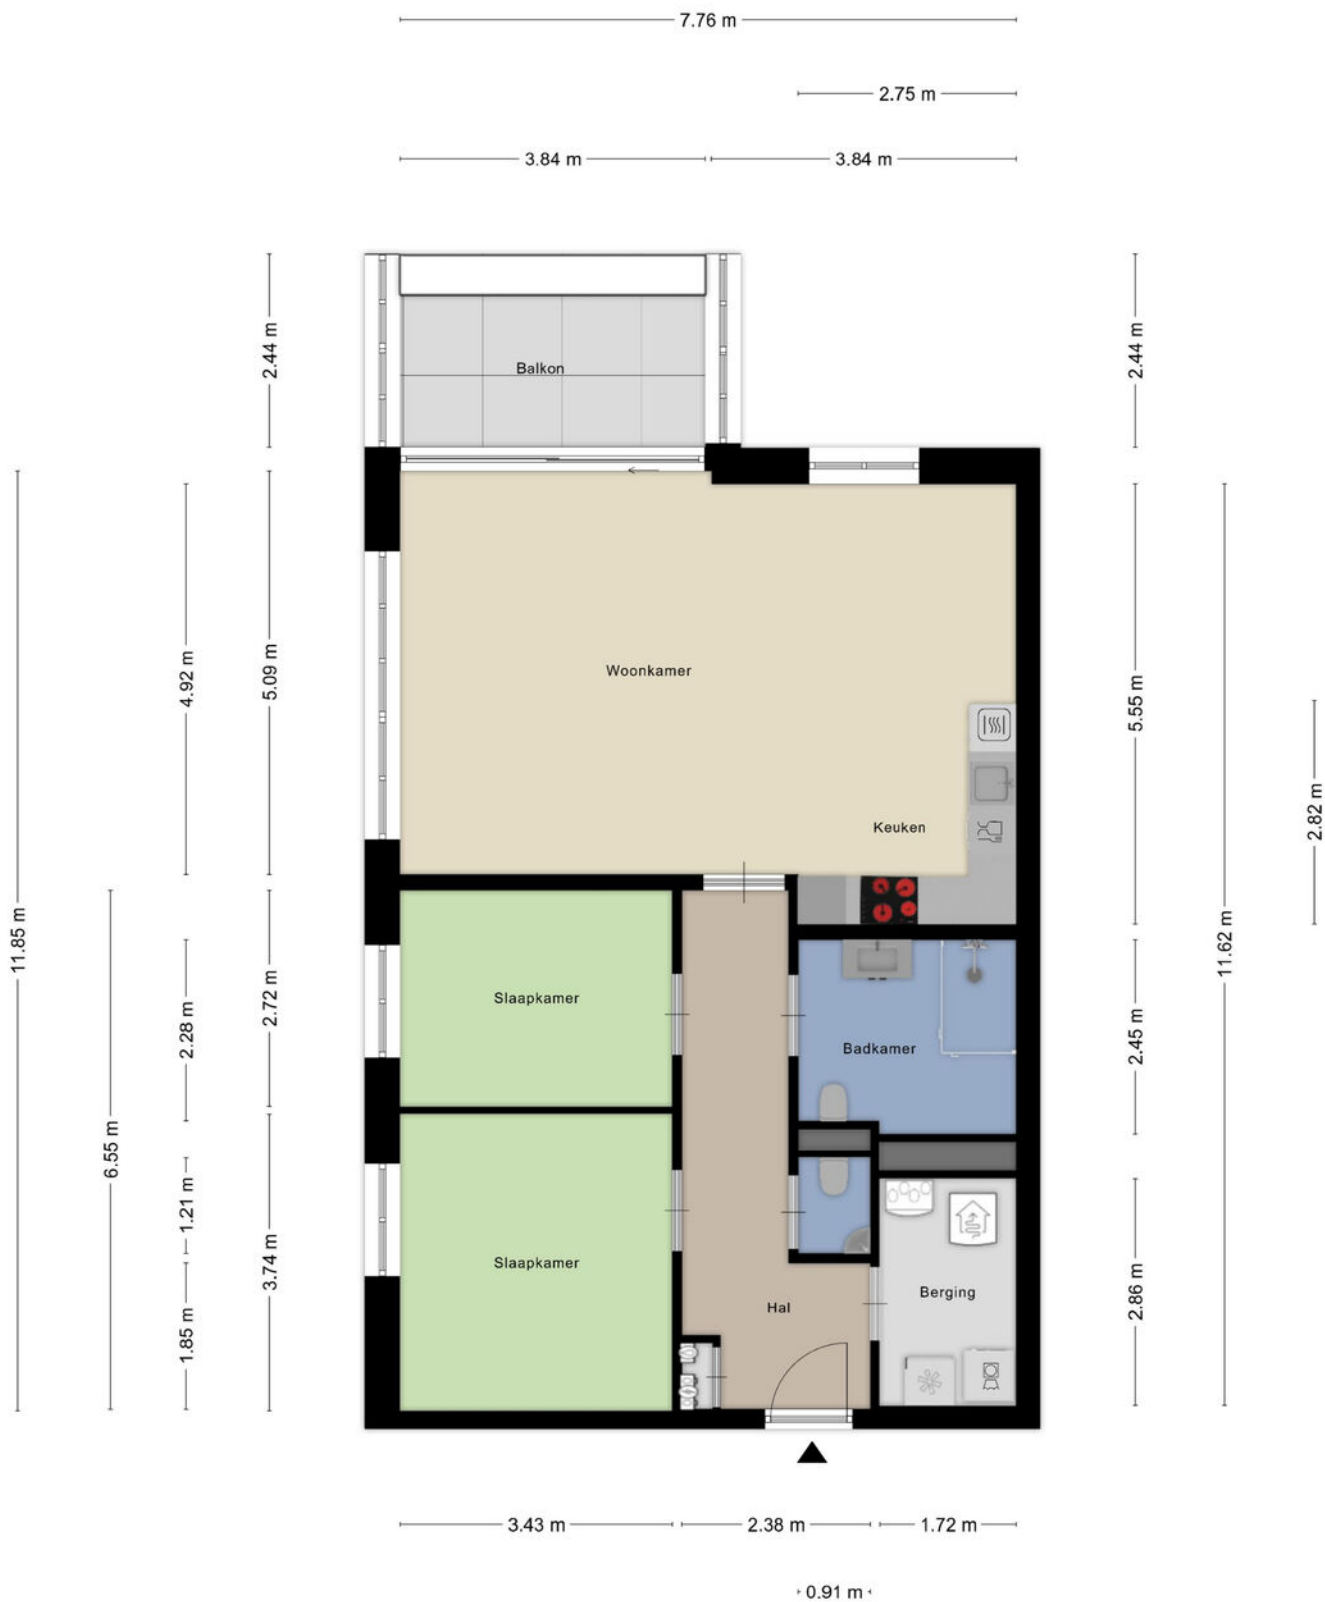 7.76 m
2.75 m
3.84 m
3.84 m
2.44 m
2.44 m
Balkon
4.92 m
5.09 m
Woonkamer
5.55 m
2.82 m
Keuken
11.85 m
11.62 m
6.55 m
2.28 m
2.72 m
Slaapkamer
Badkamer
2.45 m
1.21 m
3.74 m
1.85 m
Slaapkamer
Hal
Berging
2.86 m
3.43 m
2.38 m
1.72 m
0.91 m